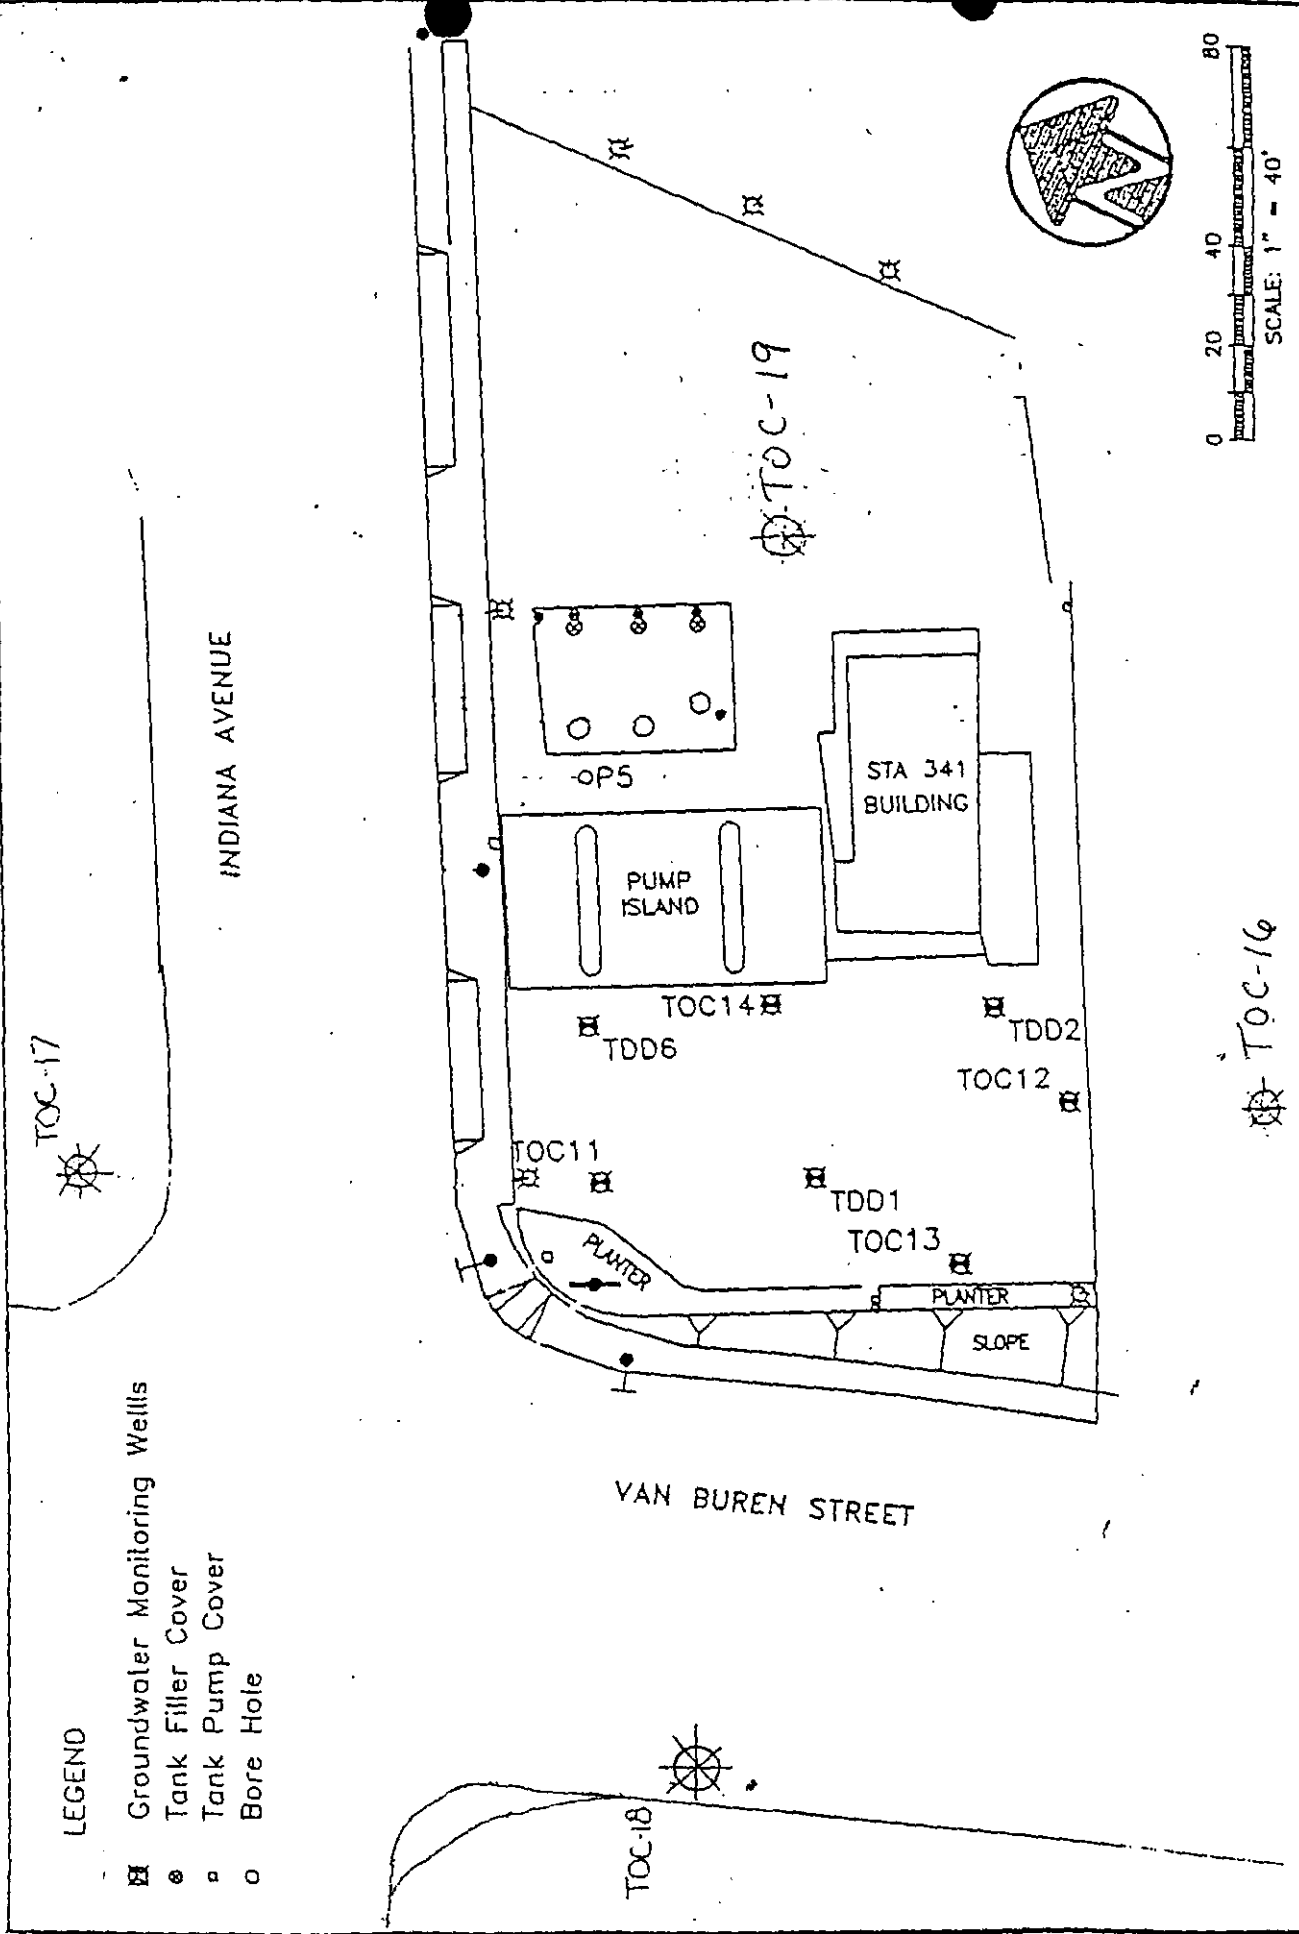 LEGEND
Groundwater Monitoring Wells
Tank Filler Cover
Tank Pump Cover
Bore Hole
TOC-17
INDIANA AVENUE
TOC-18
VAN BUREN STREET
TOC11
PLANTER
TDD6
TOC14
PUMP
ISLAND
P5
TDD1
TOC13
PLANTER
SLOPE
TOC12
TDD2
STA 341
BUILDING
TOC-19
TOC-16
N
0 20 40 80
SCALE: 1" = 40'